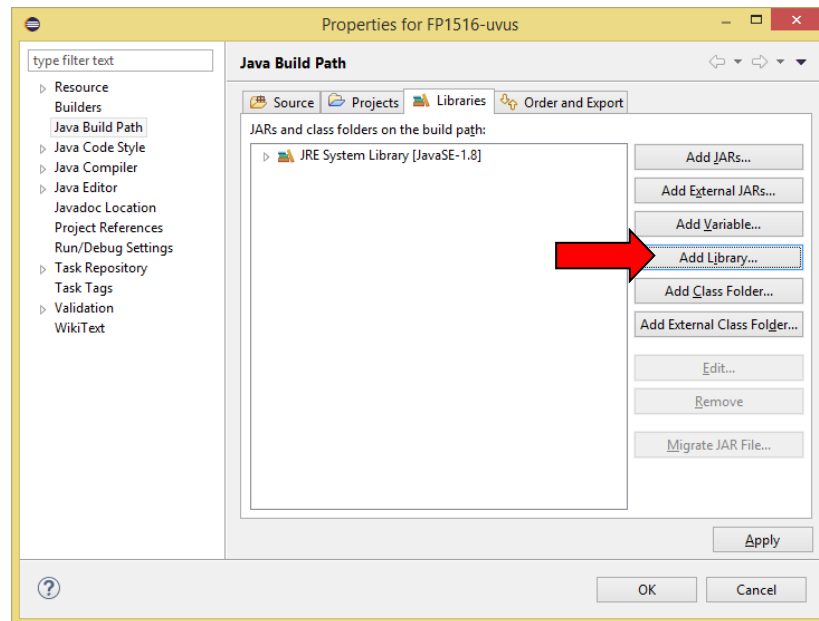 Properties for FP1516-uvus
type filter text
Resource
Builders
Java Build Path
Java Code Style
Java Compiler
Java Editor
Javadoc Location
Project References
Run/Debug Settings
Task Repository
Task Tags
Validation
WikiText
Java Build Path
Source Projects Libraries Order and Export
JARs and class folders on the build path:
JRE System Library [JavaSE-1.8]
Add JARs...
Add External JARs...
Add Variable...
Add Library...
Add Class Folder...
Add External Class Folder...
Edit...
Remove
Migrate JAR File...
Apply
?
OK Cancel